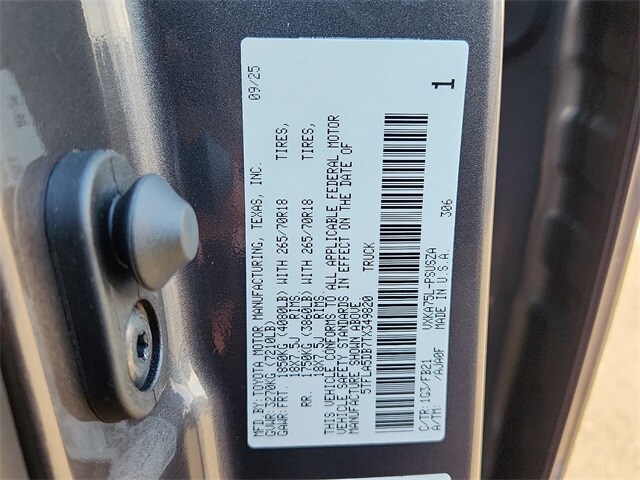 MFD.BY: TOYOTA MOTOR MANUFACTURING, TEXAS, INC. 09/25
GVWR: 3270KG (7210LB)
GAWR: FRT. 1850KG (4080LB) WITH 265/70R18 TIRES,
18X7.5J RIMS
RR. 1750KG (3860LB) WITH 265/70R18 TIRES,
18X7.5J RIMS
THIS VEHICLE CONFORMS TO ALL APPLICABLE FEDERAL MOTOR
VEHICLE SAFETY STANDARDS IN EFFECT ON THE DATE OF
MANUFACTURE SHOWN ABOVE.
5TFLA5DB7TX349820 TRUCK
C/TR: 1G3/FB21 VXKA75L-PSUSZA 306
A/TM: /AJA0F MADE IN U.S.A.
1